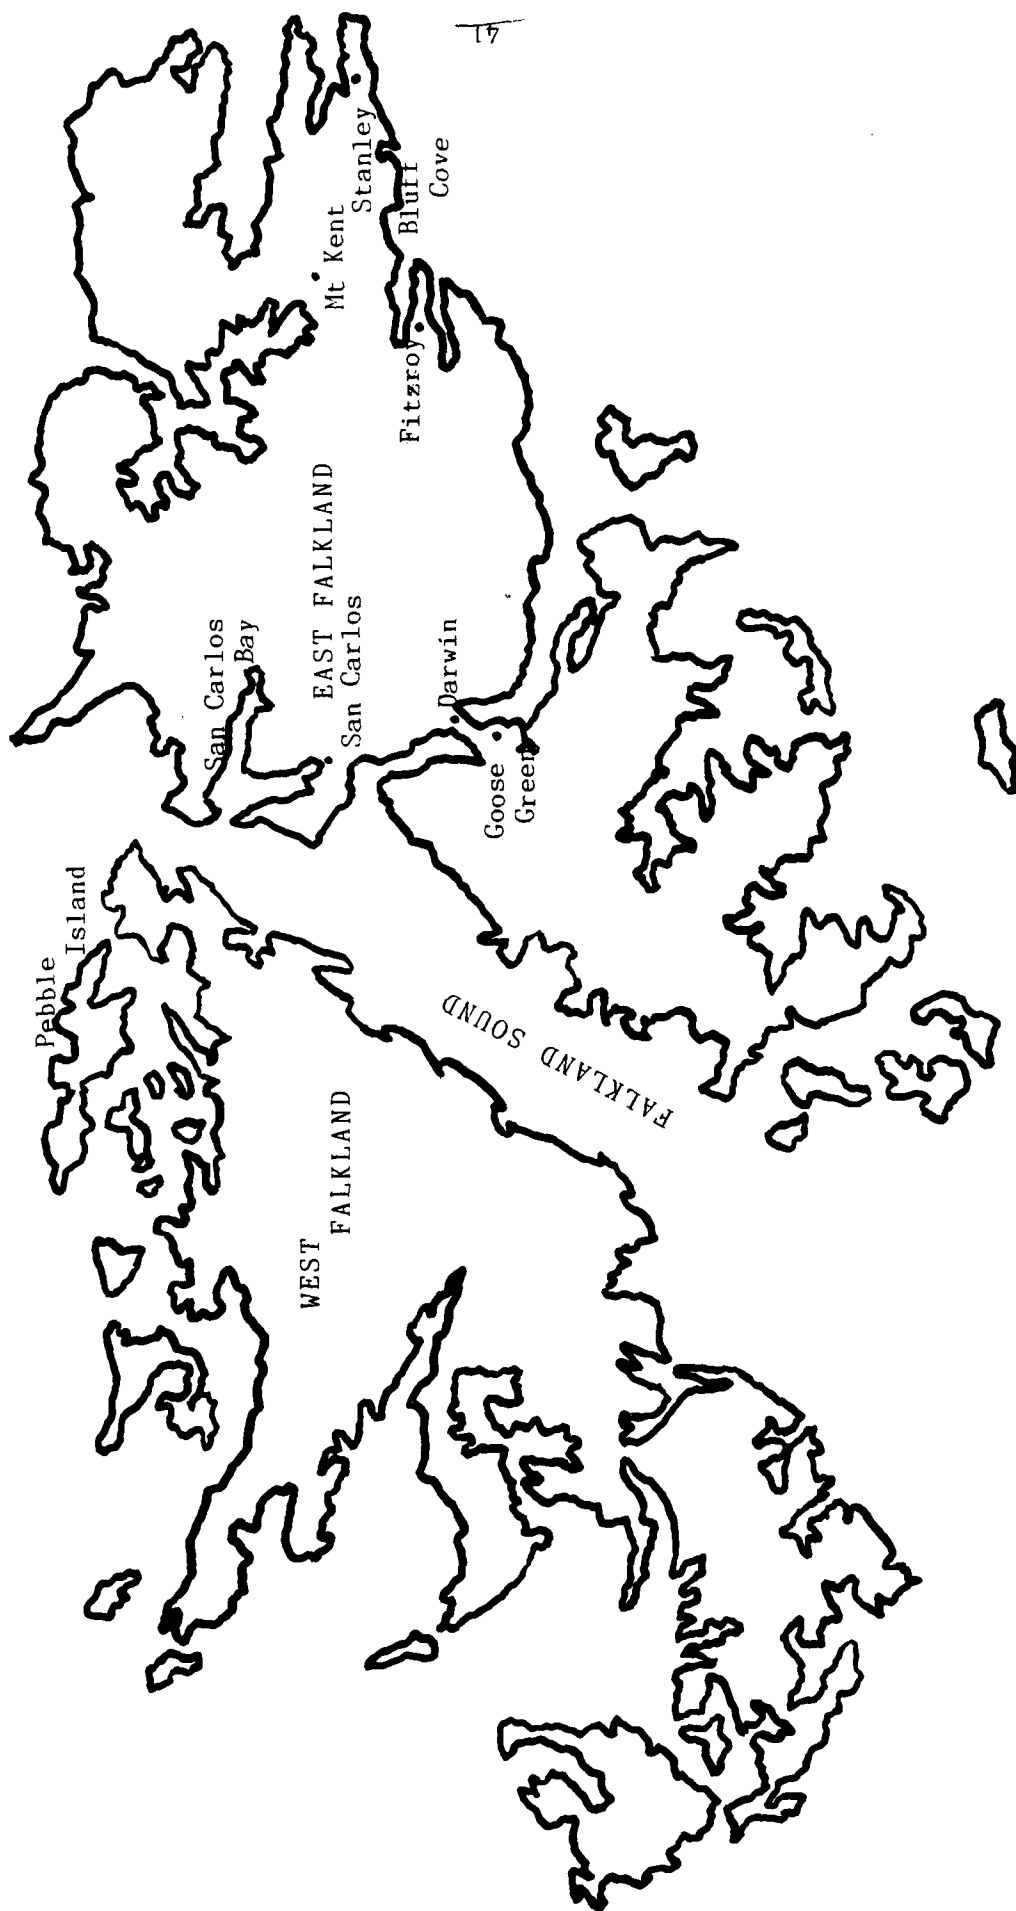 41
Pebble
Island
San Carlos
Bay
EAST FALKLAND
San Carlos
Mt Kent
Stanley
Bluff
Cove
Fitzroy
Darwin
Goose
Green
WEST
FALKLAND
FALKLAND SOUND